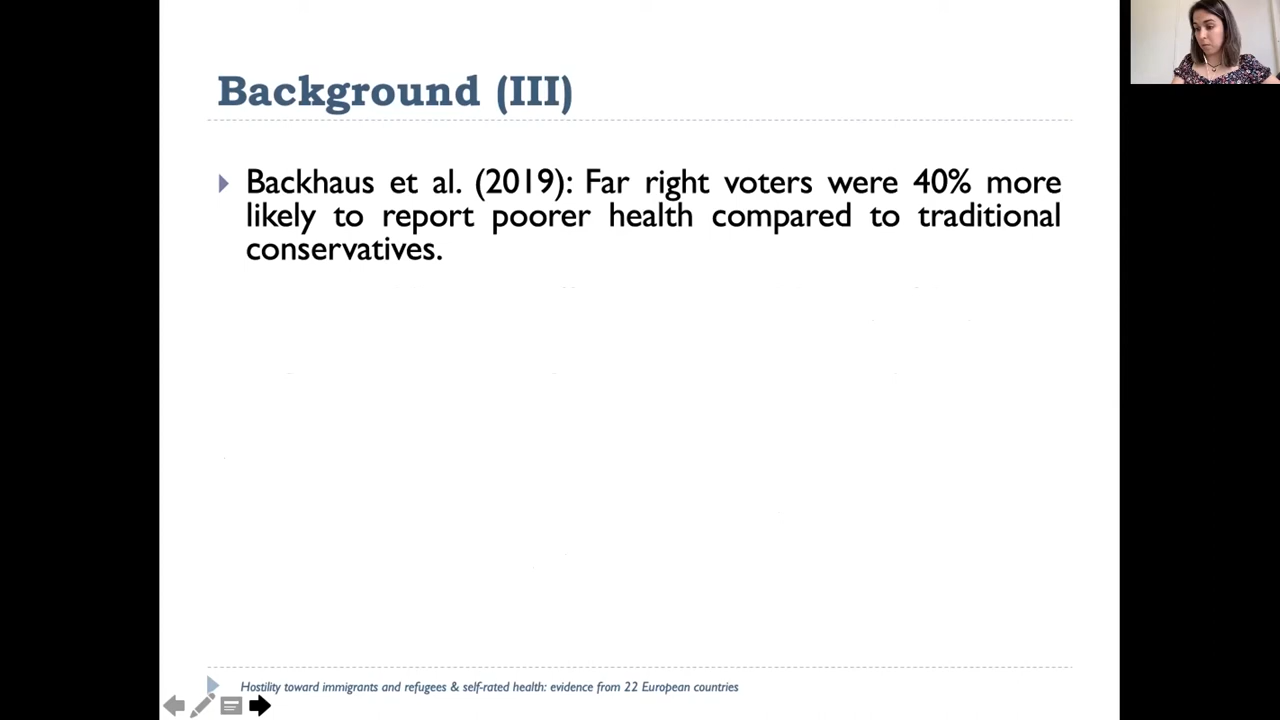 Background (III)
Backhaus et al. (2019): Far right voters were 40% more
likely to report poorer health compared to traditional
conservatives.
Hostility toward immigrants and refugees & self-rated health: evidence from 22 European countries